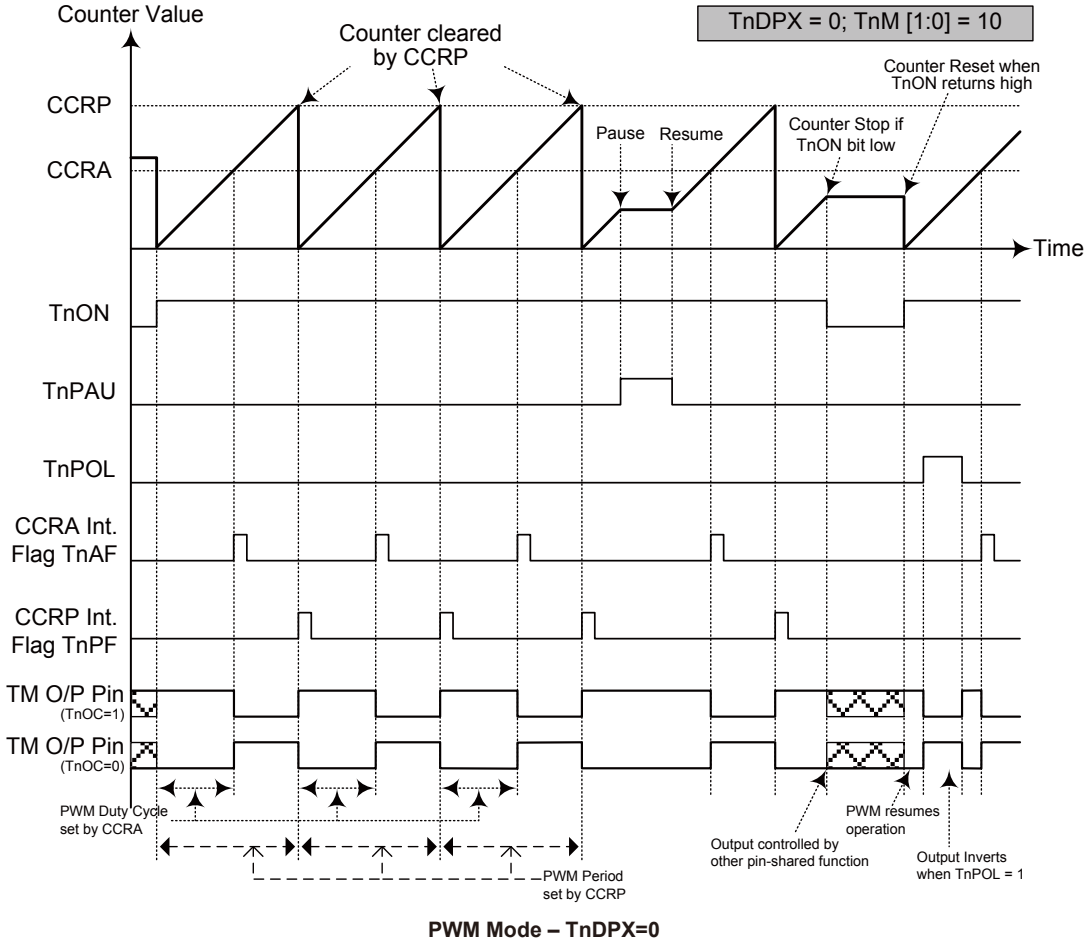 Counter Value
TnDPX = 0; TnM [1:0] = 10
Counter cleared
by CCRP
Counter Reset when
TnON returns high
CCRP
Pause
Resume
Counter Stop if
TnON bit low
CCRA
Time
TnON
TnPAU
TnPOL
CCRA Int.
Flag TnAF
CCRP Int.
Flag TnPF
TM O/P Pin
(TnOC=1)
TM O/P Pin
(TnOC=0)
PWM Duty Cycle
set by CCRA
PWM resumes
operation
Output controlled by
other pin-shared function
Output Inverts
when TnPOL = 1
PWM Period
set by CCRP
PWM Mode – TnDPX=0